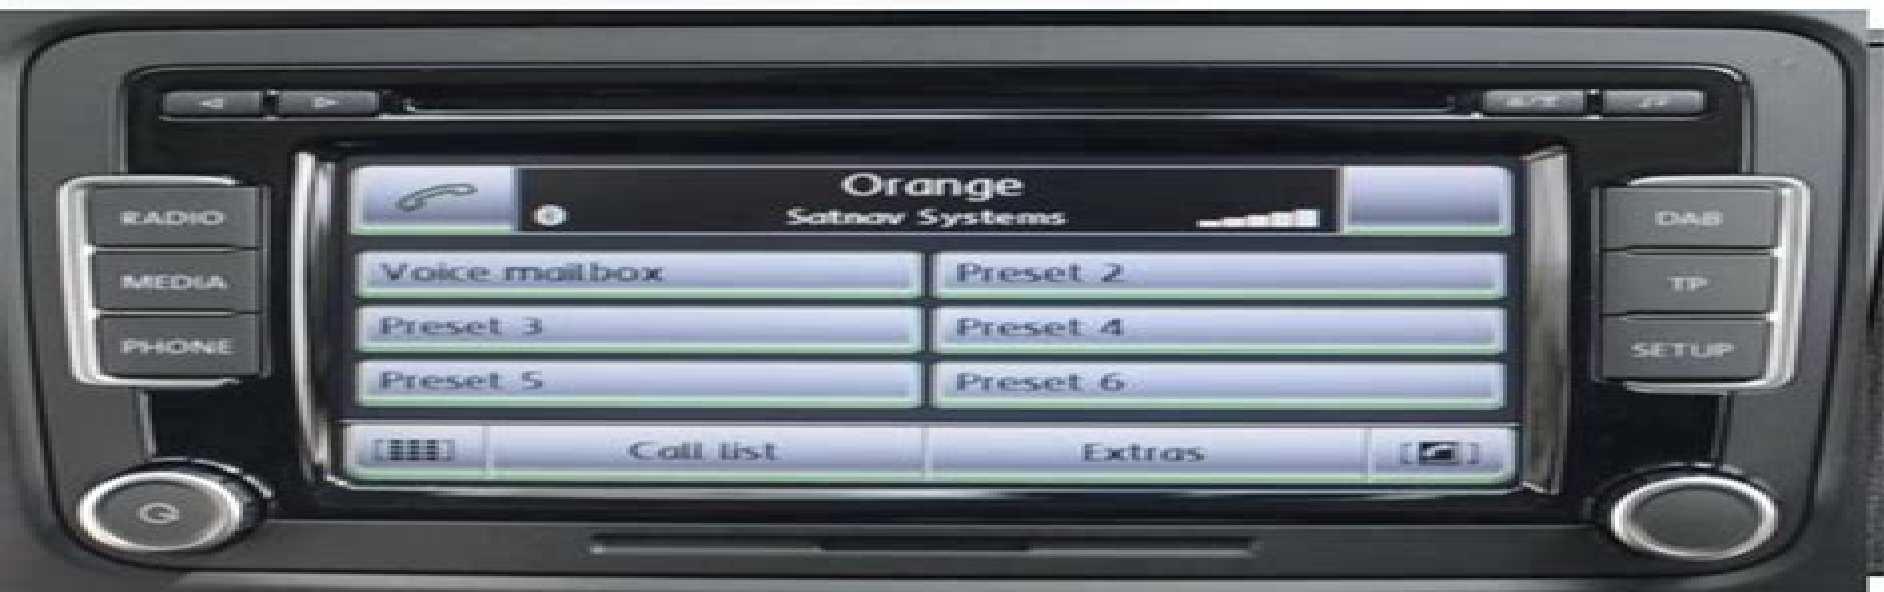 Orange
Satnav Systems
RADIO
DAB
Voice mailbox
Preset 2
MEDIA
TP
Preset 3
Preset 4
PHONE
SETUP
Preset 5
Preset 6
Call list
Extras